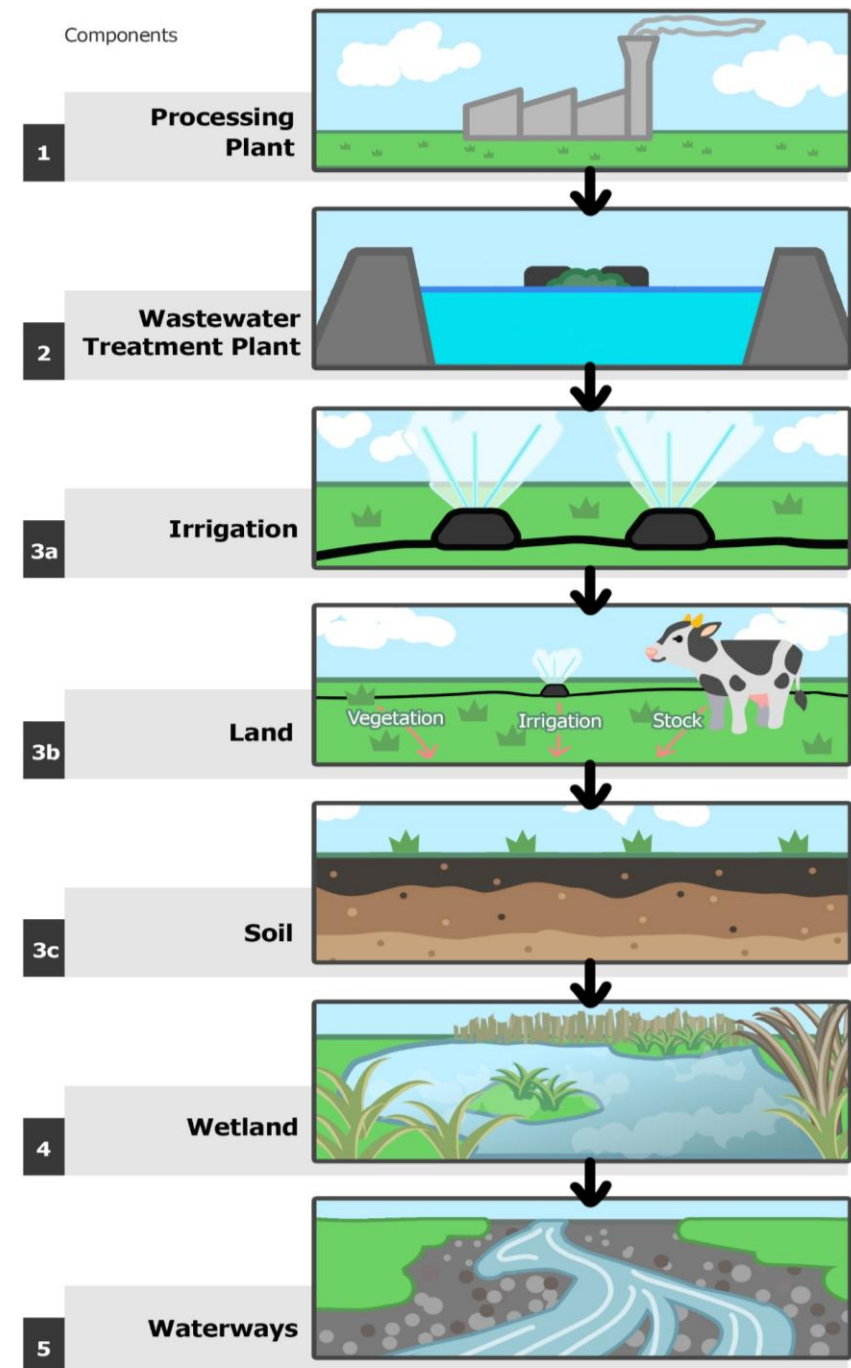 Components
Processing
Plant
1
Wastewater
Treatment Plant
2
Irrigation
3a
Vegetation
Irrigation
Stock
Land
3b
Soil
3c
Wetland
4
Waterways
5